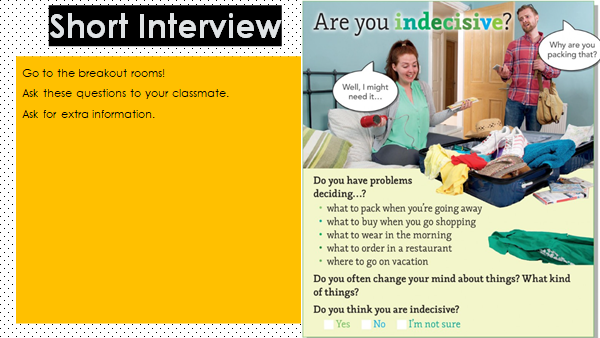 Short Interview
Go to the breakout rooms!
Ask these questions to your classmate.
Ask for extra information.
Are you indecisive?
Why are you
packing that?
Well, I might
need it...
Do you have problems
deciding...?
• what to pack when you're going away
• what to buy when you go shopping
• what to wear in the morning
• what to order in a restaurant
• where to go on vacation
Do you often change your mind about things? What kind
of things?
Do you think you are indecisive?
Yes No I'm not sure